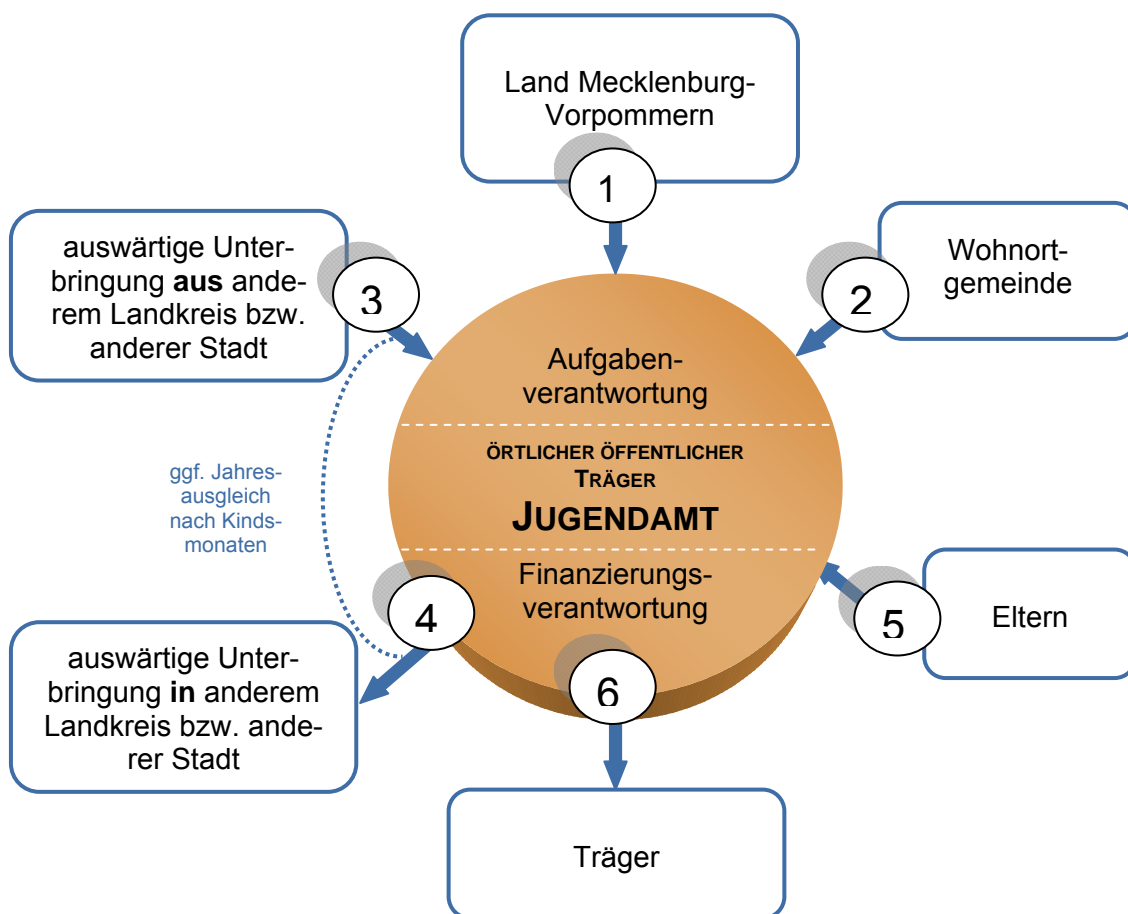 Land Mecklenburg-
Vorpommern
1
auswärtige Unter-
bringung aus ande-
rem Landkreis bzw.
anderer Stadt
3
2
Wohnort-
gemeinde
Aufgaben-
verantwortung
ÖRTLICHER ÖFFENTLICHER
TRÄGER
JUGENDAMT
ggf. Jahres-
ausgleich
nach Kinds-
monaten
Finanzierungs-
verantwortung
4
5
Eltern
auswärtige Unter-
bringung in anderem
Landkreis bzw. ande-
rer Stadt
6
Träger